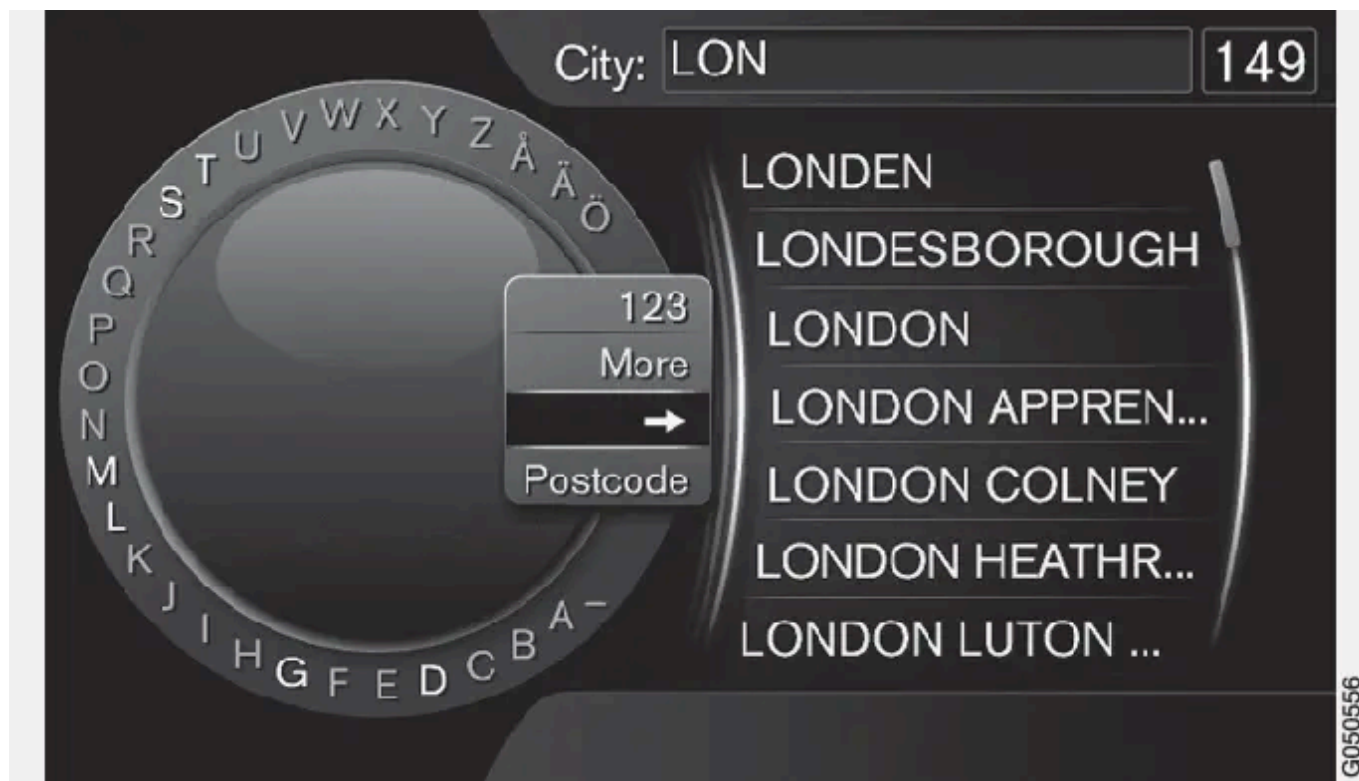 City: LON 149
W X Y Z Å Ä Ö
V
U
T
S
R
Q
P
O
N
M
L
K
J
I
H G F E D C B A –
123
More
→
Postcode
LONDEN
LONDESBOROUGH
LONDON
LONDON APPREN...
LONDON COLNEY
LONDON HEATHR...
LONDON LUTON ...
G050556